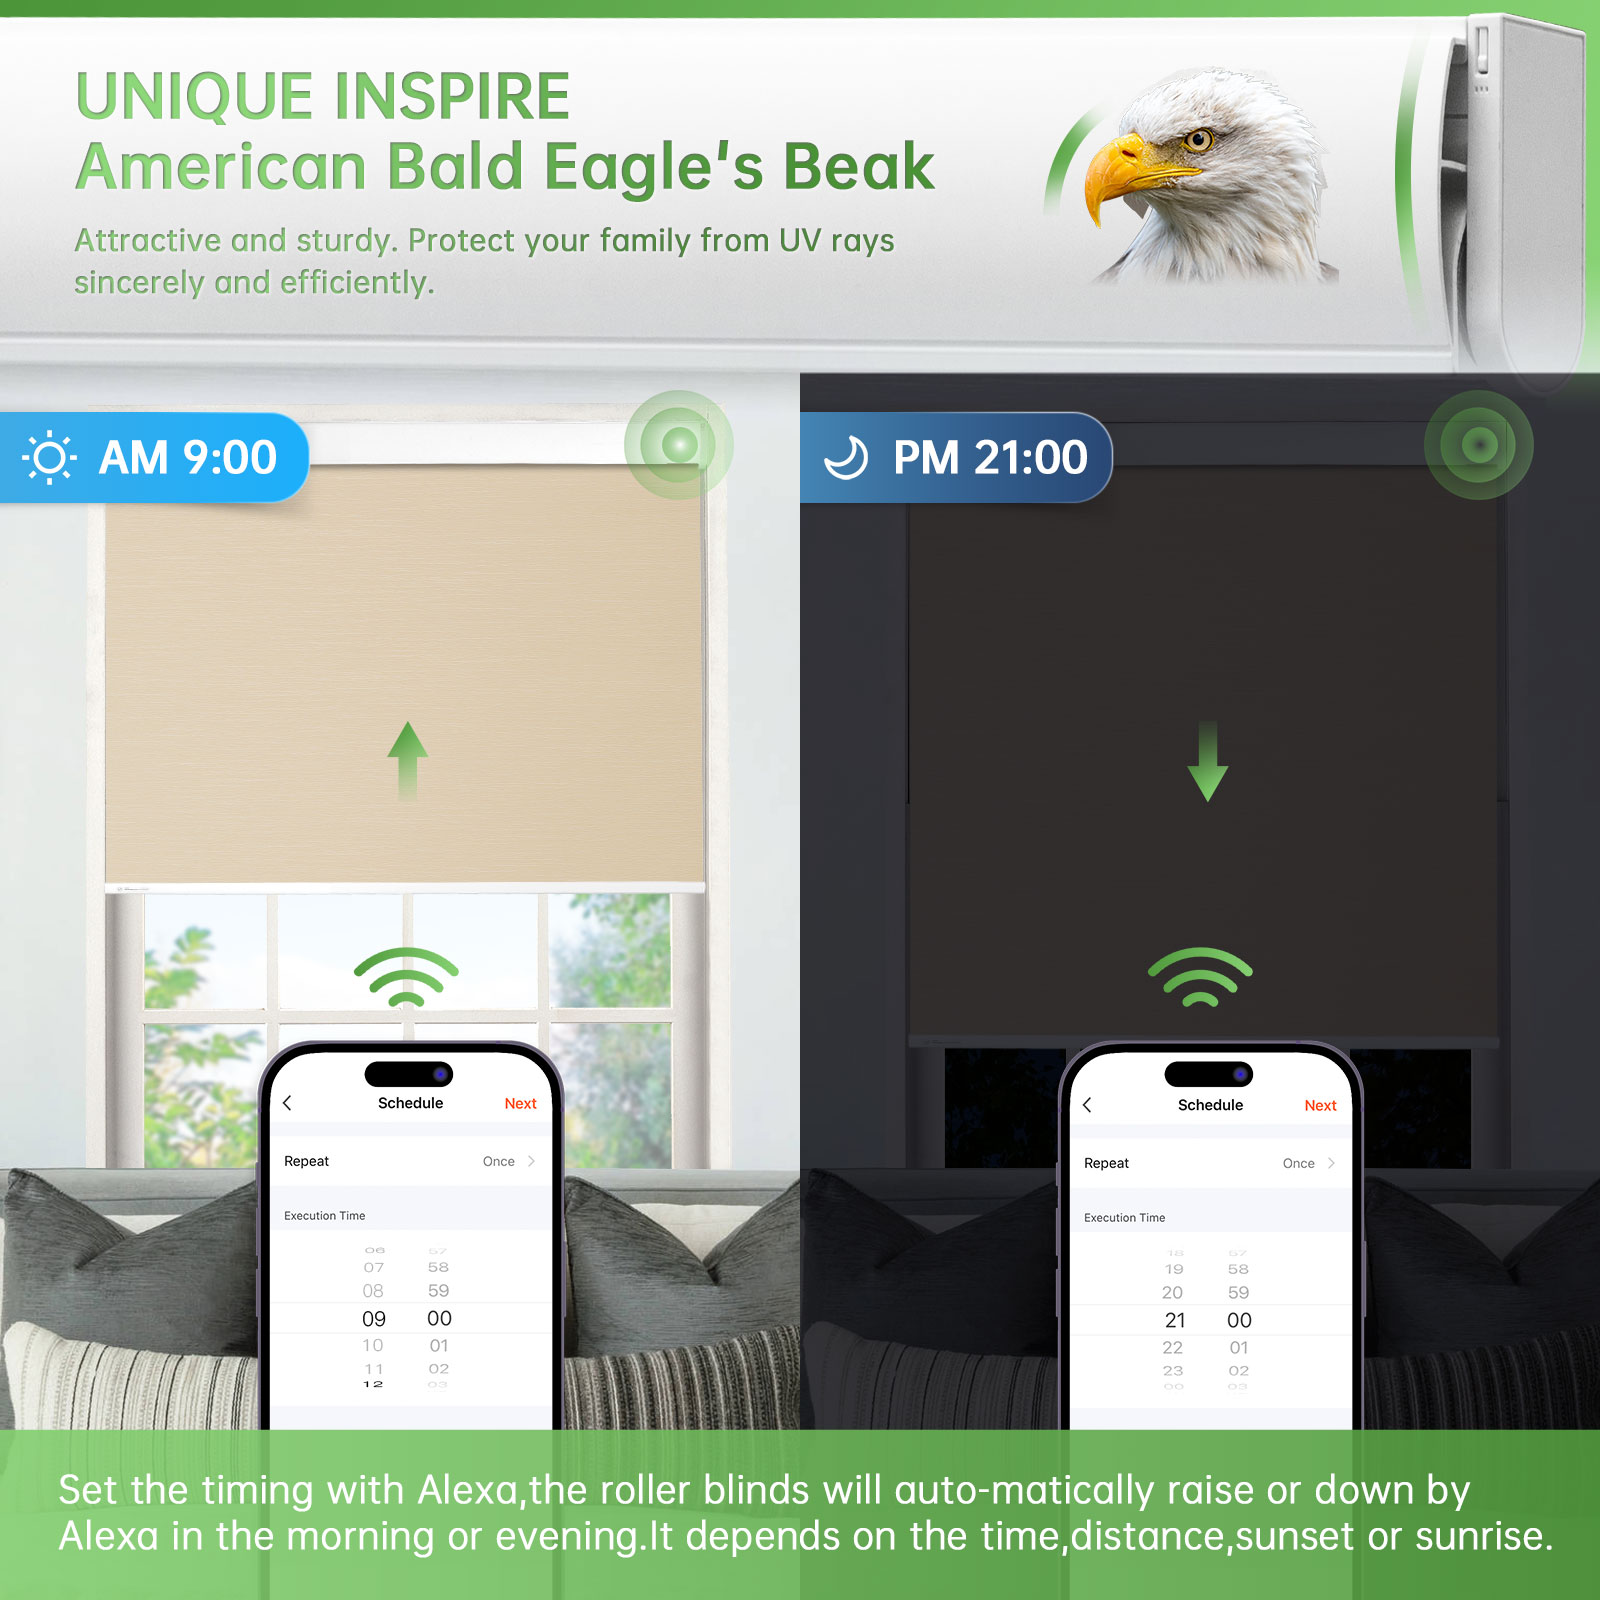 UNIQUE INSPIRE
American Bald Eagle's Beak
Attractive and sturdy. Protect your family from UV rays
sincerely and efficiently.
AM 9:00
PM 21:00
Schedule
Next
Repeat
Once
Execution Time
06 57
07 58
08 59
09 00
10 01
11 02
12 03
Schedule
Next
Repeat
Once
Execution Time
18 57
19 58
20 59
21 00
22 01
23 02
00 03
Set the timing with Alexa,the roller blinds will auto-matically raise or down by
Alexa in the morning or evening.It depends on the time,distance,sunset or sunrise.